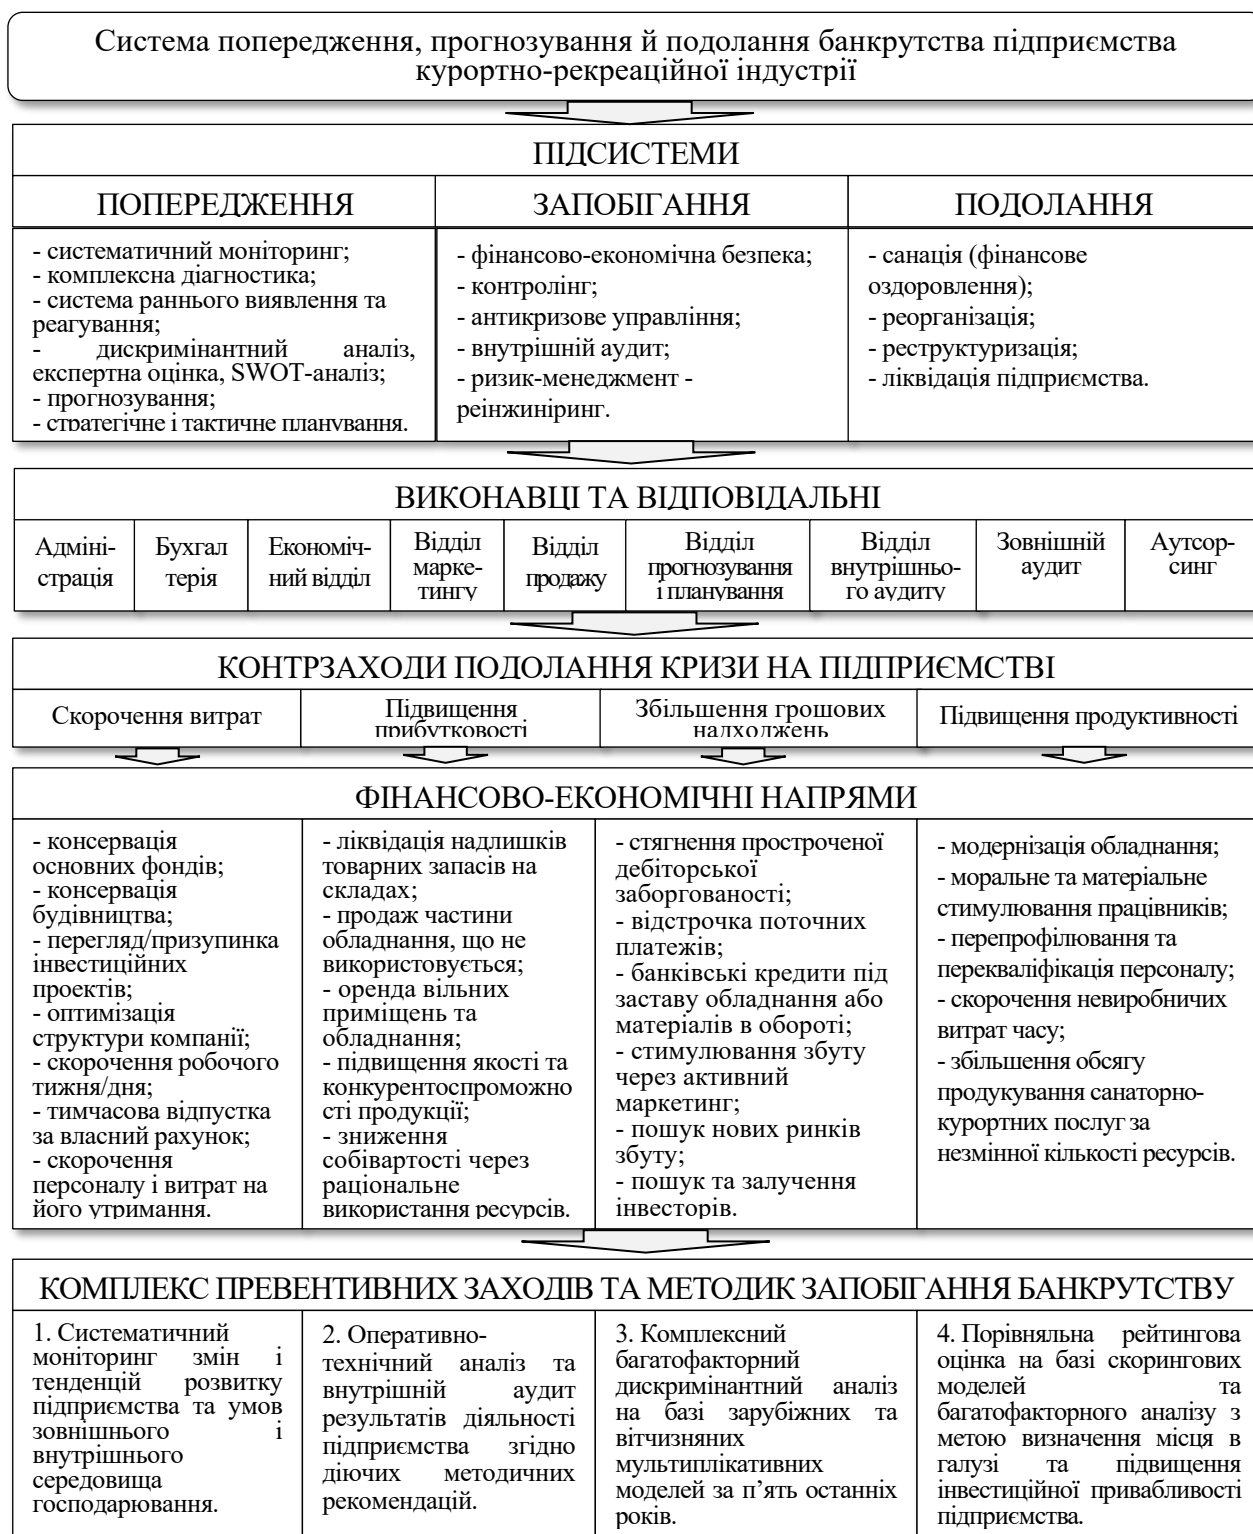 Система попередження, прогнозування й подолання банкрутства підприємства
курортно-рекреаційної індустрії
ПІДСИСТЕМИ
ПОПЕРЕДЖЕННЯ
- систематичний моніторинг;
- комплексна діагностика;
- система раннього виявлення та
реагування;
- дискримінантний аналіз,
експертна оцінка, SWOT-аналіз;
- прогнозування;
- стратегічне і тактичне планування.
ЗАПОБІГАННЯ
- фінансово-економічна безпека;
- контролінг;
- антикризове управління;
- внутрішній аудит;
- ризик-менеджмент -
реінжиніринг.
ПОДОЛАННЯ
- санація (фінансове
оздоровлення);
- реорганізація;
- реструктуризація;
- ліквідація підприємства.
ВИКОНАВЦІ ТА ВІДПОВІДАЛЬНІ
Адміні-
страція
Бухгал
терія
Економіч-
ний відділ
Відділ
марке-
тингу
Відділ
продажу
Відділ
прогнозування
і планування
Відділ
внутрішньо-
го аудиту
Зовнішній
аудит
Аутсор-
синг
КОНТРЗАХОДИ ПОДОЛАННЯ КРИЗИ НА ПІДПРИЄМСТВІ
Скорочення витрат
Підвищення
прибутковості
Збільшення грошових
надходжень
Підвищення продуктивності
ФІНАНСОВО-ЕКОНОМІЧНІ НАПРЯМИ
- консервація
основних фондів;
- консервація
будівництва;
- перегляд/призупинка
інвестиційних
проектів;
- оптимізація
структури компанії;
- скорочення робочого
тижня/дня;
- тимчасова відпустка
за власний рахунок;
- скорочення
персоналу і витрат на
його утримання.
- ліквідація надлишків
товарних запасів на
складах;
- продаж частини
обладнання, що не
використовується;
- оренда вільних
приміщень та
обладнання;
- підвищення якості та
конкурентоспроможно
сті продукції;
- зниження
собівартості через
раціональне
використання ресурсів.
- стягнення простроченої
дебіторської
заборгованості;
- відстрочка поточних
платежів;
- банківські кредити під
заставу обладнання або
матеріалів в обороті;
- стимулювання збуту
через активний
маркетинг;
- пошук нових ринків
збуту;
- пошук та залучення
інвесторів.
- модернізація обладнання;
- моральне та матеріальне
стимулювання працівників;
- перепрофілювання та
перекваліфікація персоналу;
- скорочення невиробничих
витрат часу;
- збільшення обсягу
продукування санаторно-
курортних послуг за
незмінної кількості ресурсів.
КОМПЛЕКС ПРЕВЕНТИВНИХ ЗАХОДІВ ТА МЕТОДИК ЗАПОБІГАННЯ БАНКРУТСТВУ
1. Систематичний
моніторинг змін і
тенденцій розвитку
підприємства та умов
зовнішнього і
внутрішнього
середовища
господарювання.
2. Оперативно-
технічний аналіз та
внутрішній аудит
результатів діяльності
підприємства згідно
діючих методичних
рекомендацій.
3. Комплексний
багатофакторний
дискримінантний аналіз
на базі зарубіжних та
вітчизняних
мультиплікативних
моделей за п’ять останніх
років.
4. Порівняльна рейтингова
оцінка на базі скорингових
моделей та
багатофакторного аналізу з
метою визначення місця в
галузі та підвищення
інвестиційної привабливості
підприємства.